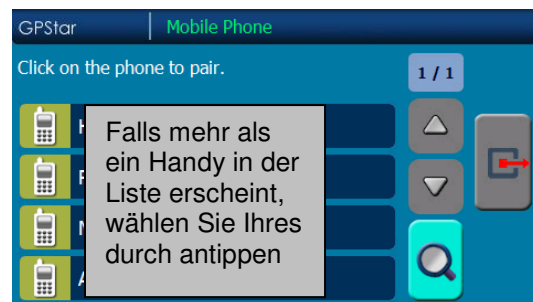 GPStar Mobile Phone
Click on the phone to pair.
1 / 1
Falls mehr als
ein Handy in der
Liste erscheint,
wählen Sie Ihres
durch antippen